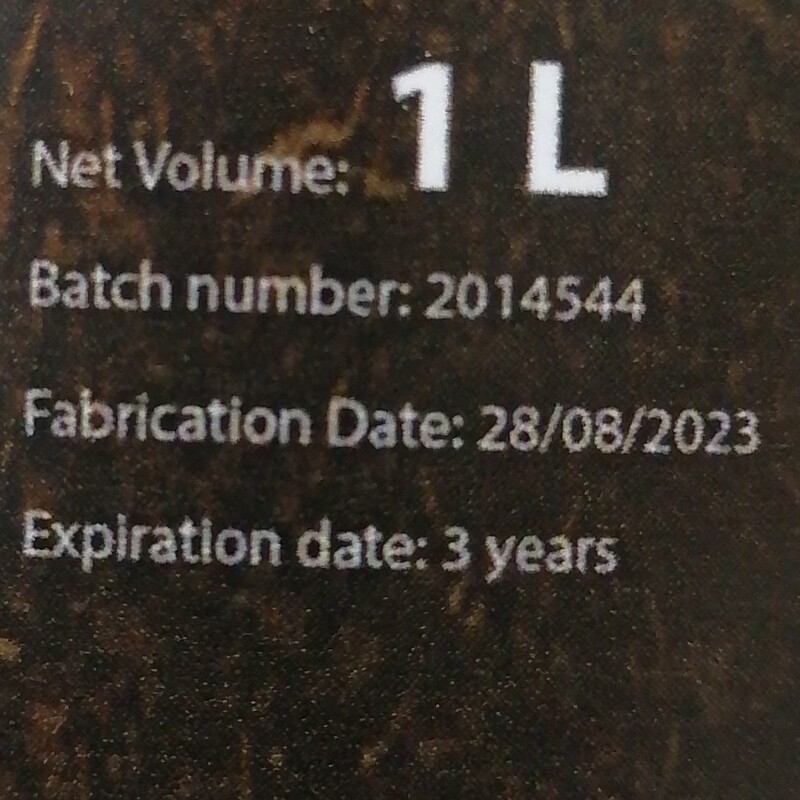 Net Volume: 1 L
Batch number: 2014544
Fabrication Date: 28/08/2023
Expiration date: 3 years